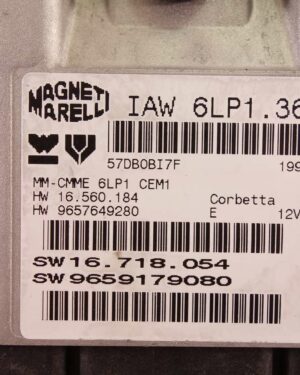 MAGNETI
MARELLI
IAW 6LP1.36
57DB0BI7F 199
MM-CMME 6LP1 CEM1
HW 16.560.184 Corbetta
HW 9657649280 E 12V
SW 16.718.054
SW 9659179080